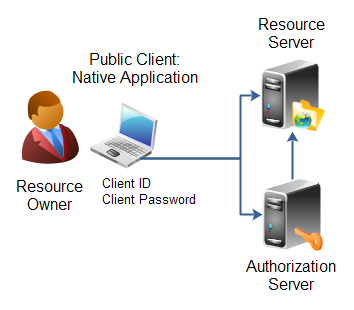 Resource
Server
Public Client:
Native Application
Resource
Owner
Client ID
Client Password
Authorization
Server